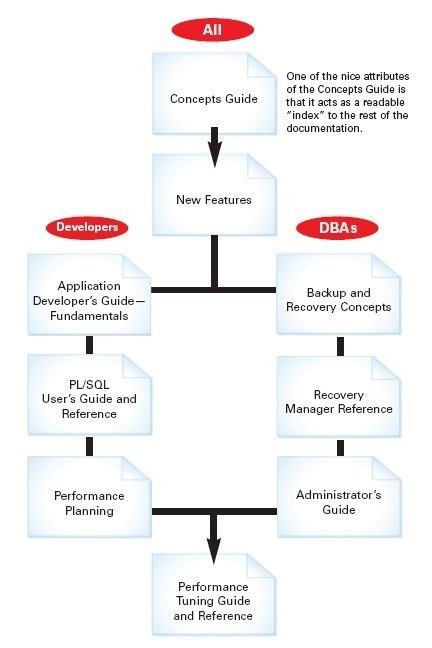 All
Concepts Guide
One of the nice attributes
of the Concepts Guide is
that it acts as a readable
“index” to the rest of the
documentation.
New Features
Developers
DBAs
Application
Developer’s Guide—
Fundamentals
Backup and
Recovery Concepts
PL/SQL
User’s Guide and
Reference
Recovery
Manager Reference
Performance
Planning
Administrator’s
Guide
Performance
Tuning Guide
and Reference